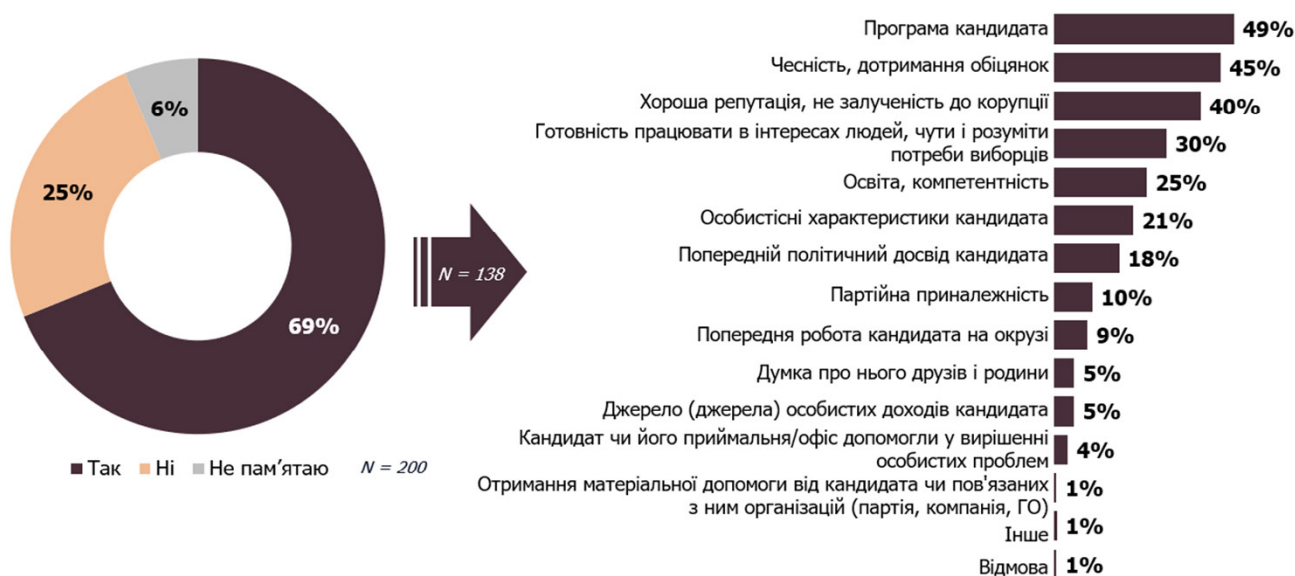 6%
25%
69%
Так Ні Не пам’ятаю N = 200
N = 138
Програма кандидата 49%
Чесність, дотримання обіцянок 45%
Хороша репутація, не залученість до корупції 40%
Готовність працювати в інтересах людей, чути і розуміти
потреби виборців 30%
Освіта, компетентність 25%
Особистісні характеристики кандидата 21%
Попередній політичний досвід кандидата 18%
Партійна приналежність 10%
Попередня робота кандидата на окрузі 9%
Думка про нього друзів і родини 5%
Джерело (джерела) особистих доходів кандидата 5%
Кандидат чи його приймальня/офіс допомогли у вирішенні
особистих проблем 4%
Отримання матеріальної допомоги від кандидата чи пов'язаних 1%
з ним організацій (партія, компанія, ГО)
Інше 1%
Відмова 1%